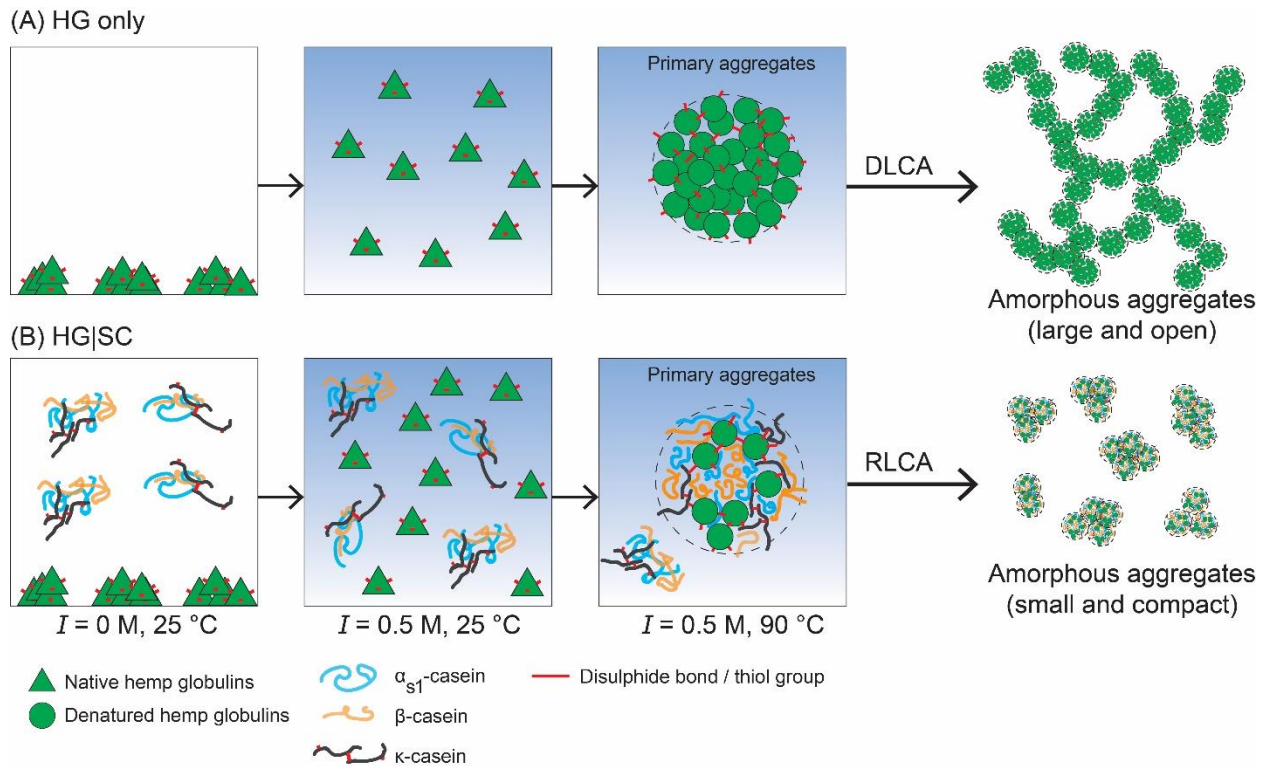 (A) HG only
Primary aggregates
DLCA
Amorphous aggregates
(large and open)
(B) HG|SC
Primary aggregates
RLCA
Amorphous aggregates
(small and compact)
I = 0 M, 25 °C
I = 0.5 M, 25 °C
I = 0.5 M, 90 °C
Native hemp globulins
Denatured hemp globulins
αs1-casein
β-casein
κ-casein
Disulphide bond / thiol group